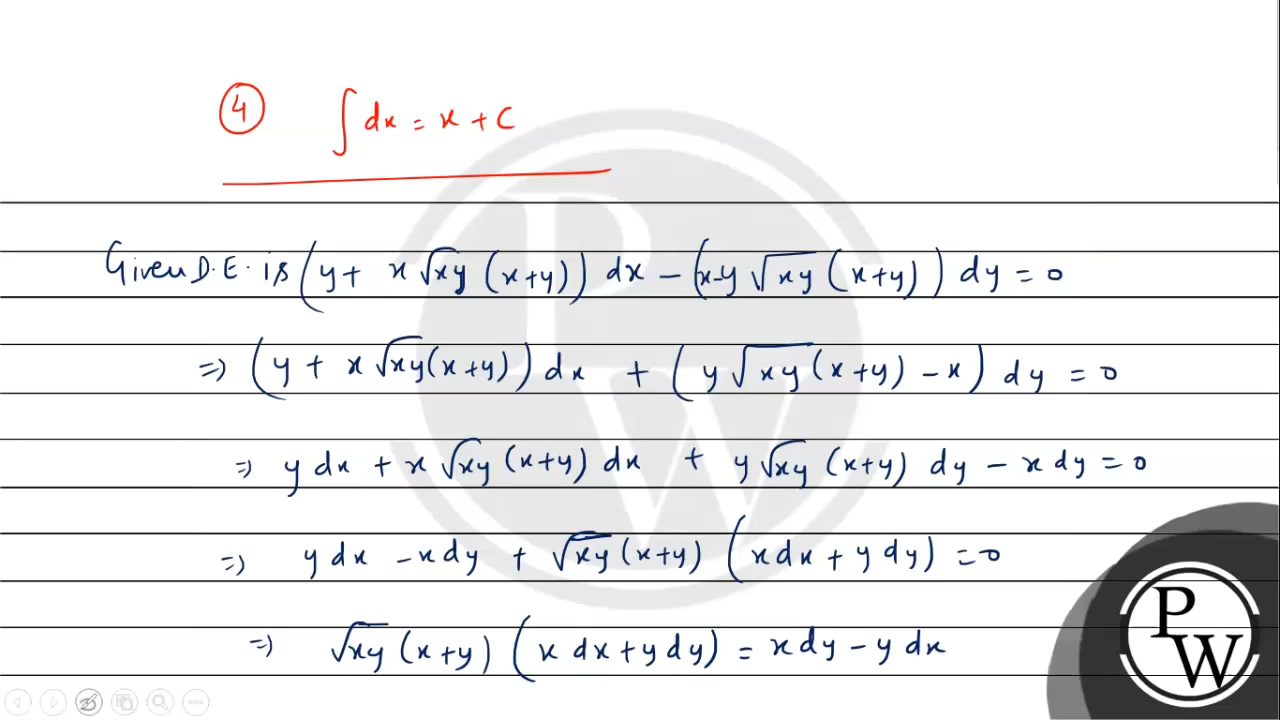 ④ ∫ dx = x + C
Given D.E. is (y + x √xy (x+y)) dx − (x−y √xy (x+y)) dy = 0
⇒ (y + x √xy (x+y)) dx + (y √xy (x+y) − x) dy = 0
⇒ y dx + x √xy (x+y) dx + y √xy (x+y) dy − x dy = 0
⇒ y dx − x dy + √xy (x+y) (x dx + y dy) = 0
⇒ √xy (x+y) (x dx + y dy) = x dy − y dx
PW
PW